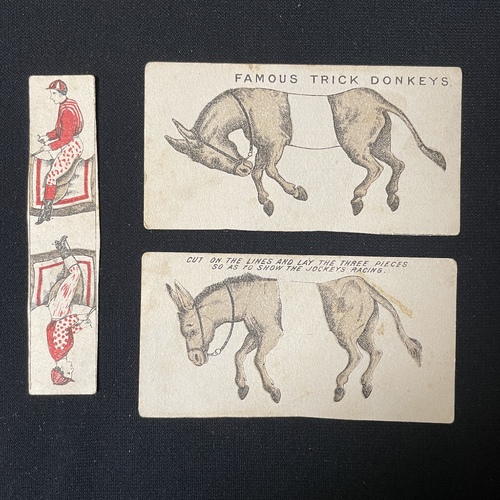 FAMOUS TRICK DONKEYS.
CUT ON THE LINES AND LAY THE THREE PIECES
SO AS TO SHOW THE JOCKEYS RACING.